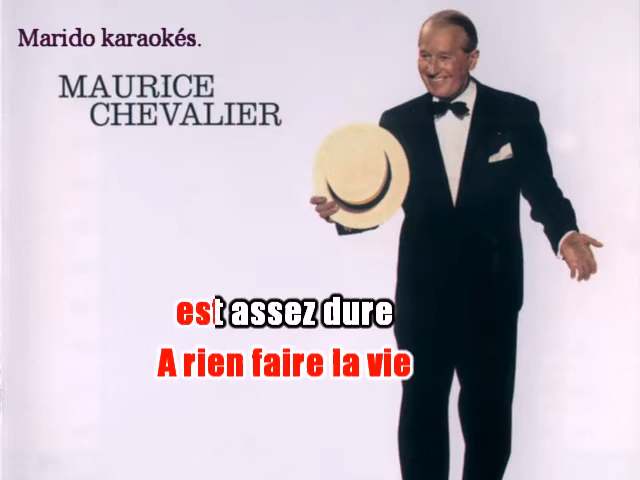 Marido karaokés.
MAURICE
CHEVALIER
est assez dure
A rien faire la vie